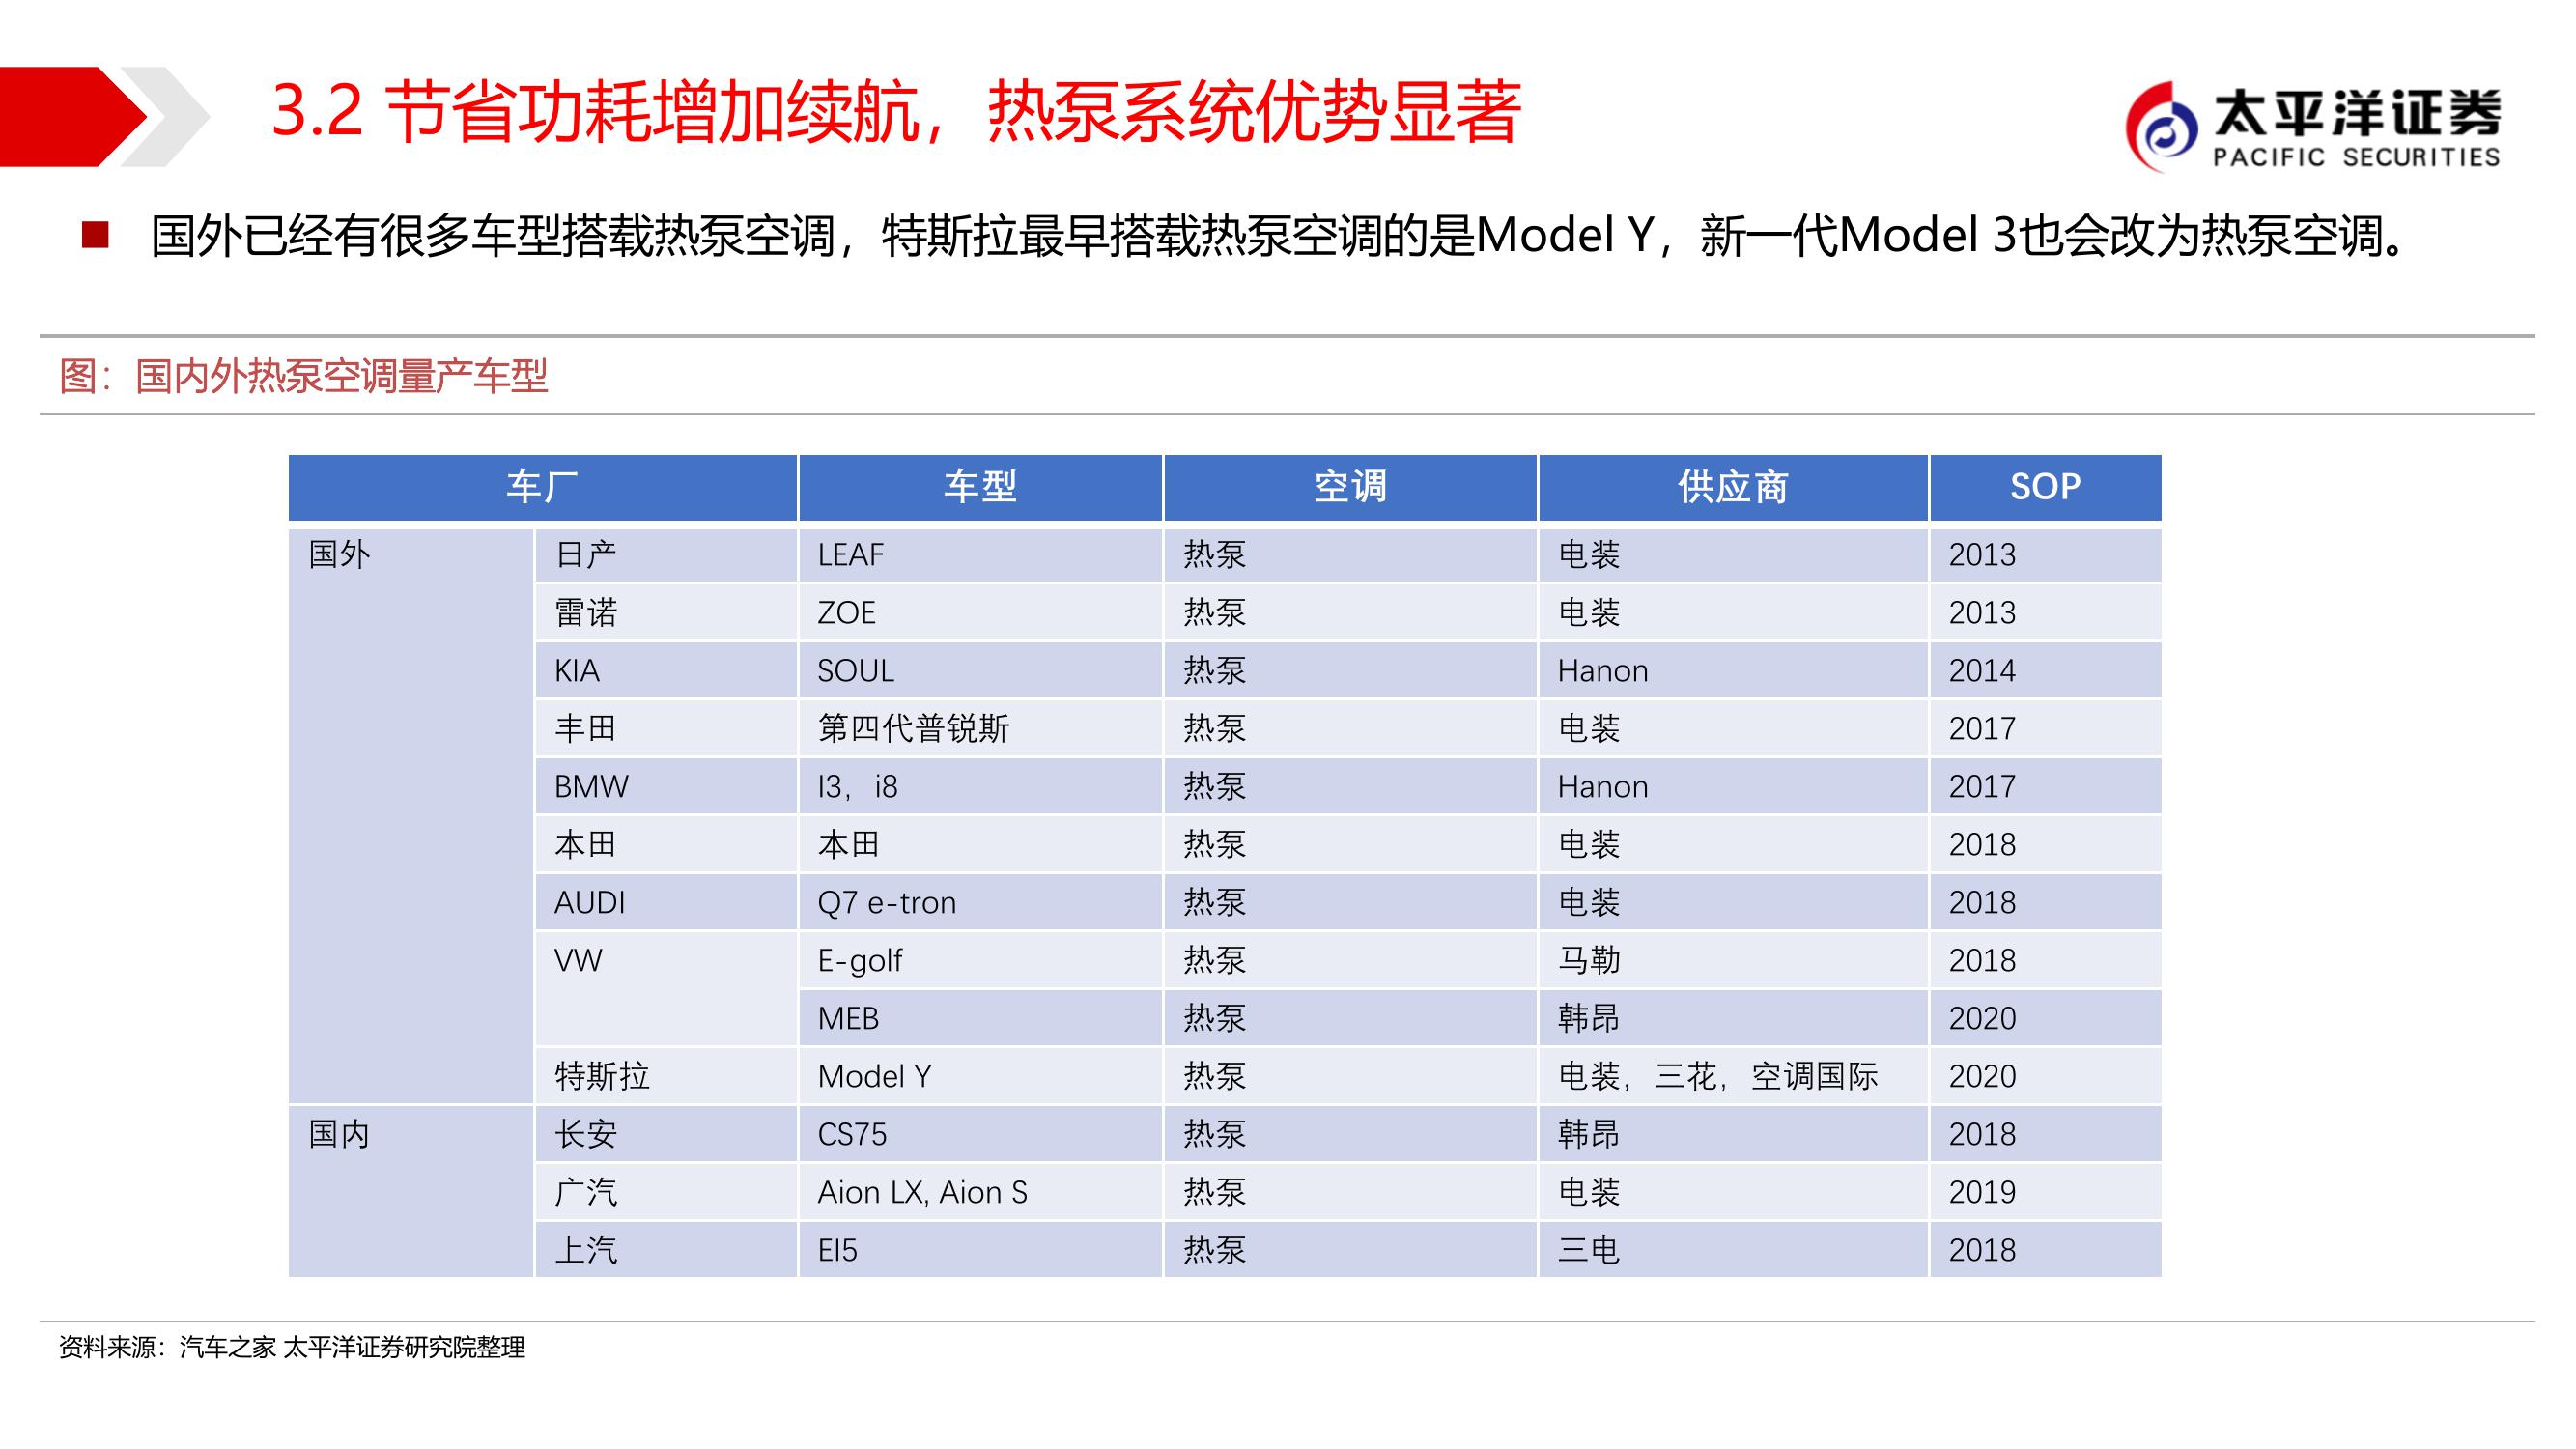 3.2 节省功耗增加续航，热泵系统优势显著
太平洋证券
PACIFIC SECURITIES
国外已经有很多车型搭载热泵空调，特斯拉最早搭载热泵空调的是Model Y，新一代Model 3也会改为热泵空调。
图：国内外热泵空调量产车型
车厂 车型 空调 供应商 SOP
国外 日产 LEAF 热泵 电装 2013
雷诺 ZOE 热泵 电装 2013
KIA SOUL 热泵 Hanon 2014
丰田 第四代普锐斯 热泵 电装 2017
BMW I3，i8 热泵 Hanon 2017
本田 本田 热泵 电装 2018
AUDI Q7 e-tron 热泵 电装 2018
VW E-golf 热泵 马勒 2018
MEB 热泵 韩昂 2020
特斯拉 Model Y 热泵 电装，三花，空调国际 2020
国内 长安 CS75 热泵 韩昂 2018
广汽 Aion LX, Aion S 热泵 电装 2019
上汽 EI5 热泵 三电 2018
资料来源：汽车之家 太平洋证券研究院整理